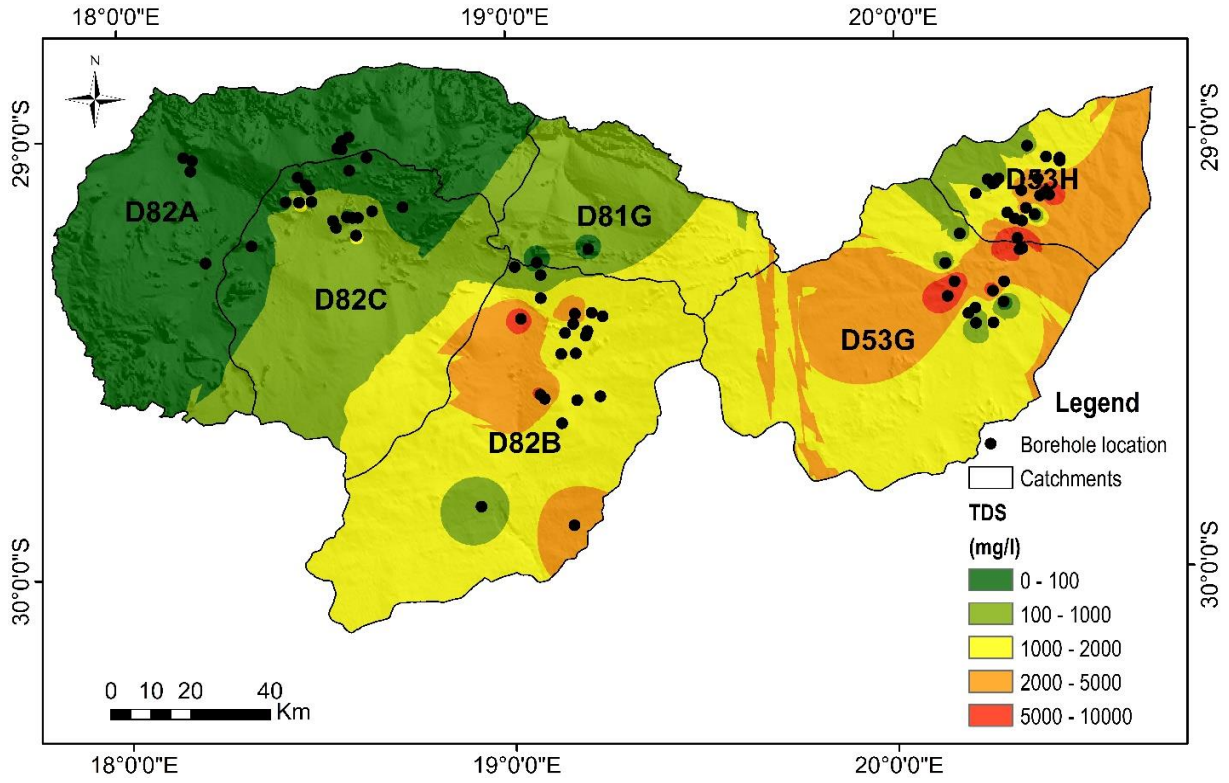 18°0'0"E 19°0'0"E 20°0'0"E
N
29°0'0"S
29°0'0"S
D53H
D82A
D81G
D82C
D53G
Legend
D82B
Borehole location
Catchments
TDS
(mg/l)
0 - 100
100 - 1000
1000 - 2000
2000 - 5000
5000 - 10000
30°0'0"S
30°0'0"S
0 10 20 40
Km
18°0'0"E 19°0'0"E 20°0'0"E